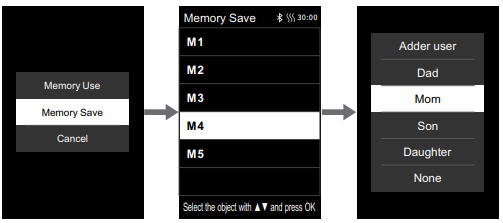 Memory Use
Memory Save
Cancel
Memory Save 30:00
M1
M2
M3
M4
M5
Select the object with ▲▼ and press OK
Adder user
Dad
Mom
Son
Daughter
None